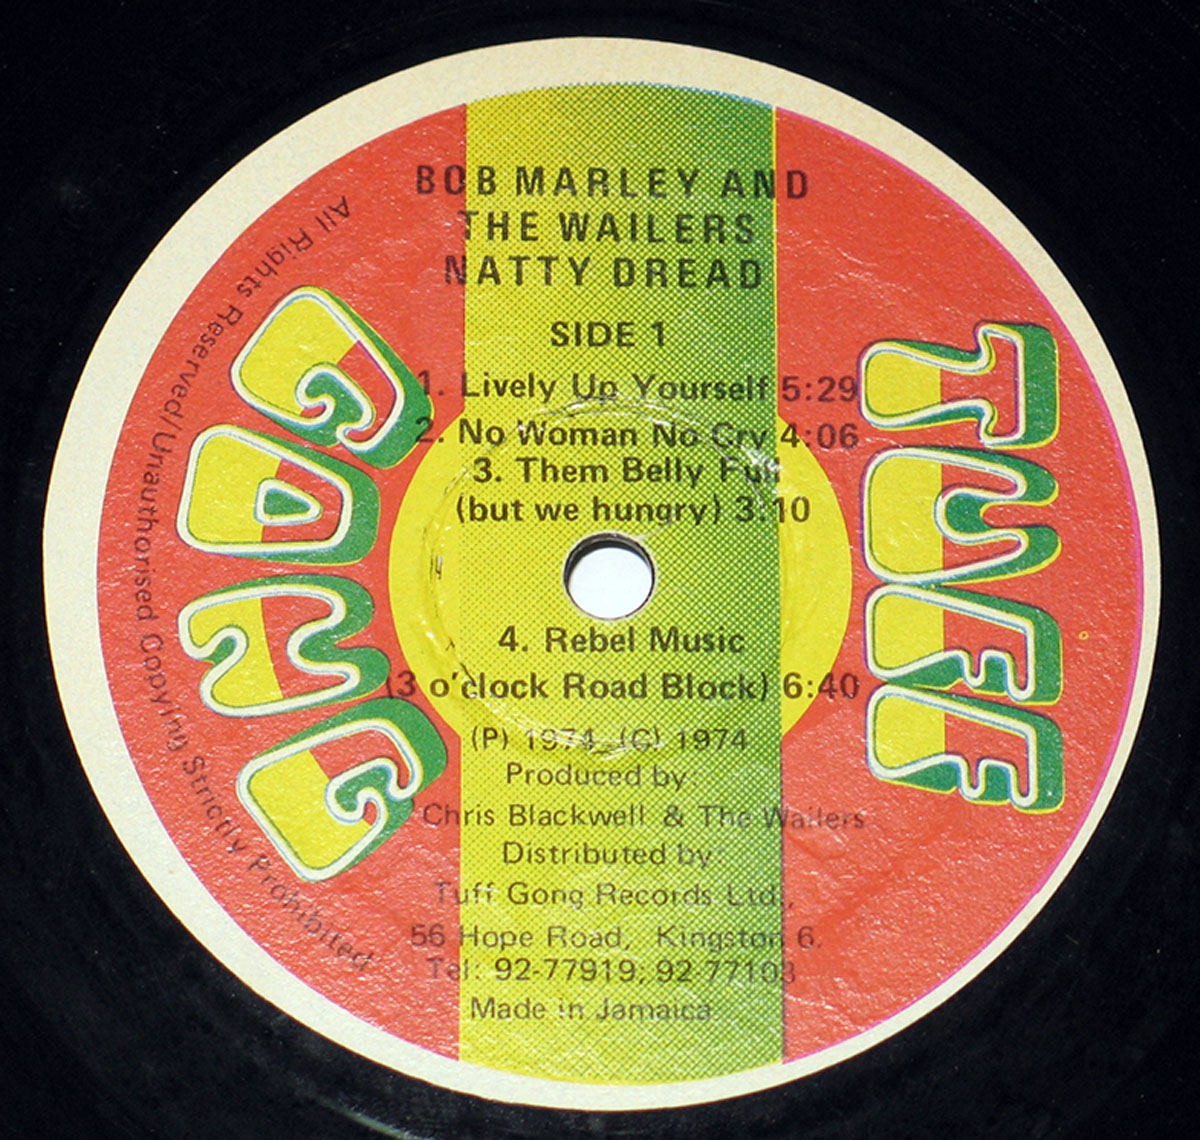 BOB MARLEY AND
THE WAILERS
NATTY DREAD
SIDE 1
1. Lively Up Yourself 5:29
2. No Woman No Cry 4:06
3. Them Belly Full
(but we hungry) 3:10
4. Rebel Music
(3 o'clock Road Block) 6:40
(P) 1974 (C) 1974
Produced by:
Chris Blackwell & The Wailers
Distributed by:
Tuff Gong Records Ltd.,
56 Hope Road, Kingston 6.
Tel: 92-77919, 92-77103
Made in Jamaica
TUFF
GONG
All Rights Reserved/Unauthorised Copying Strictly Prohibited